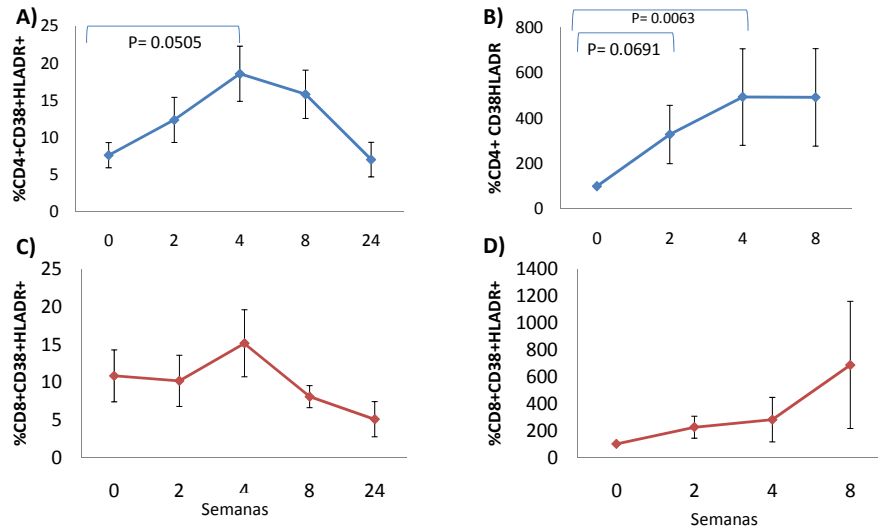 A)
%CD4+CD38+HLADR+
25
20
15
10
5
0
P= 0.0505
0 2 4 8 24
B)
%CD4+ CD38HLADR
800
600
400
200
0
P= 0.0063
P= 0.0691
0 2 4 8
C)
%CD8+CD38+HLADR+
25
20
15
10
5
0
0 2 4 8 24
Semanas
D)
%CD8+CD38+HLADR+
1400
1200
1000
800
600
400
200
0
0 2 4 8
Semanas